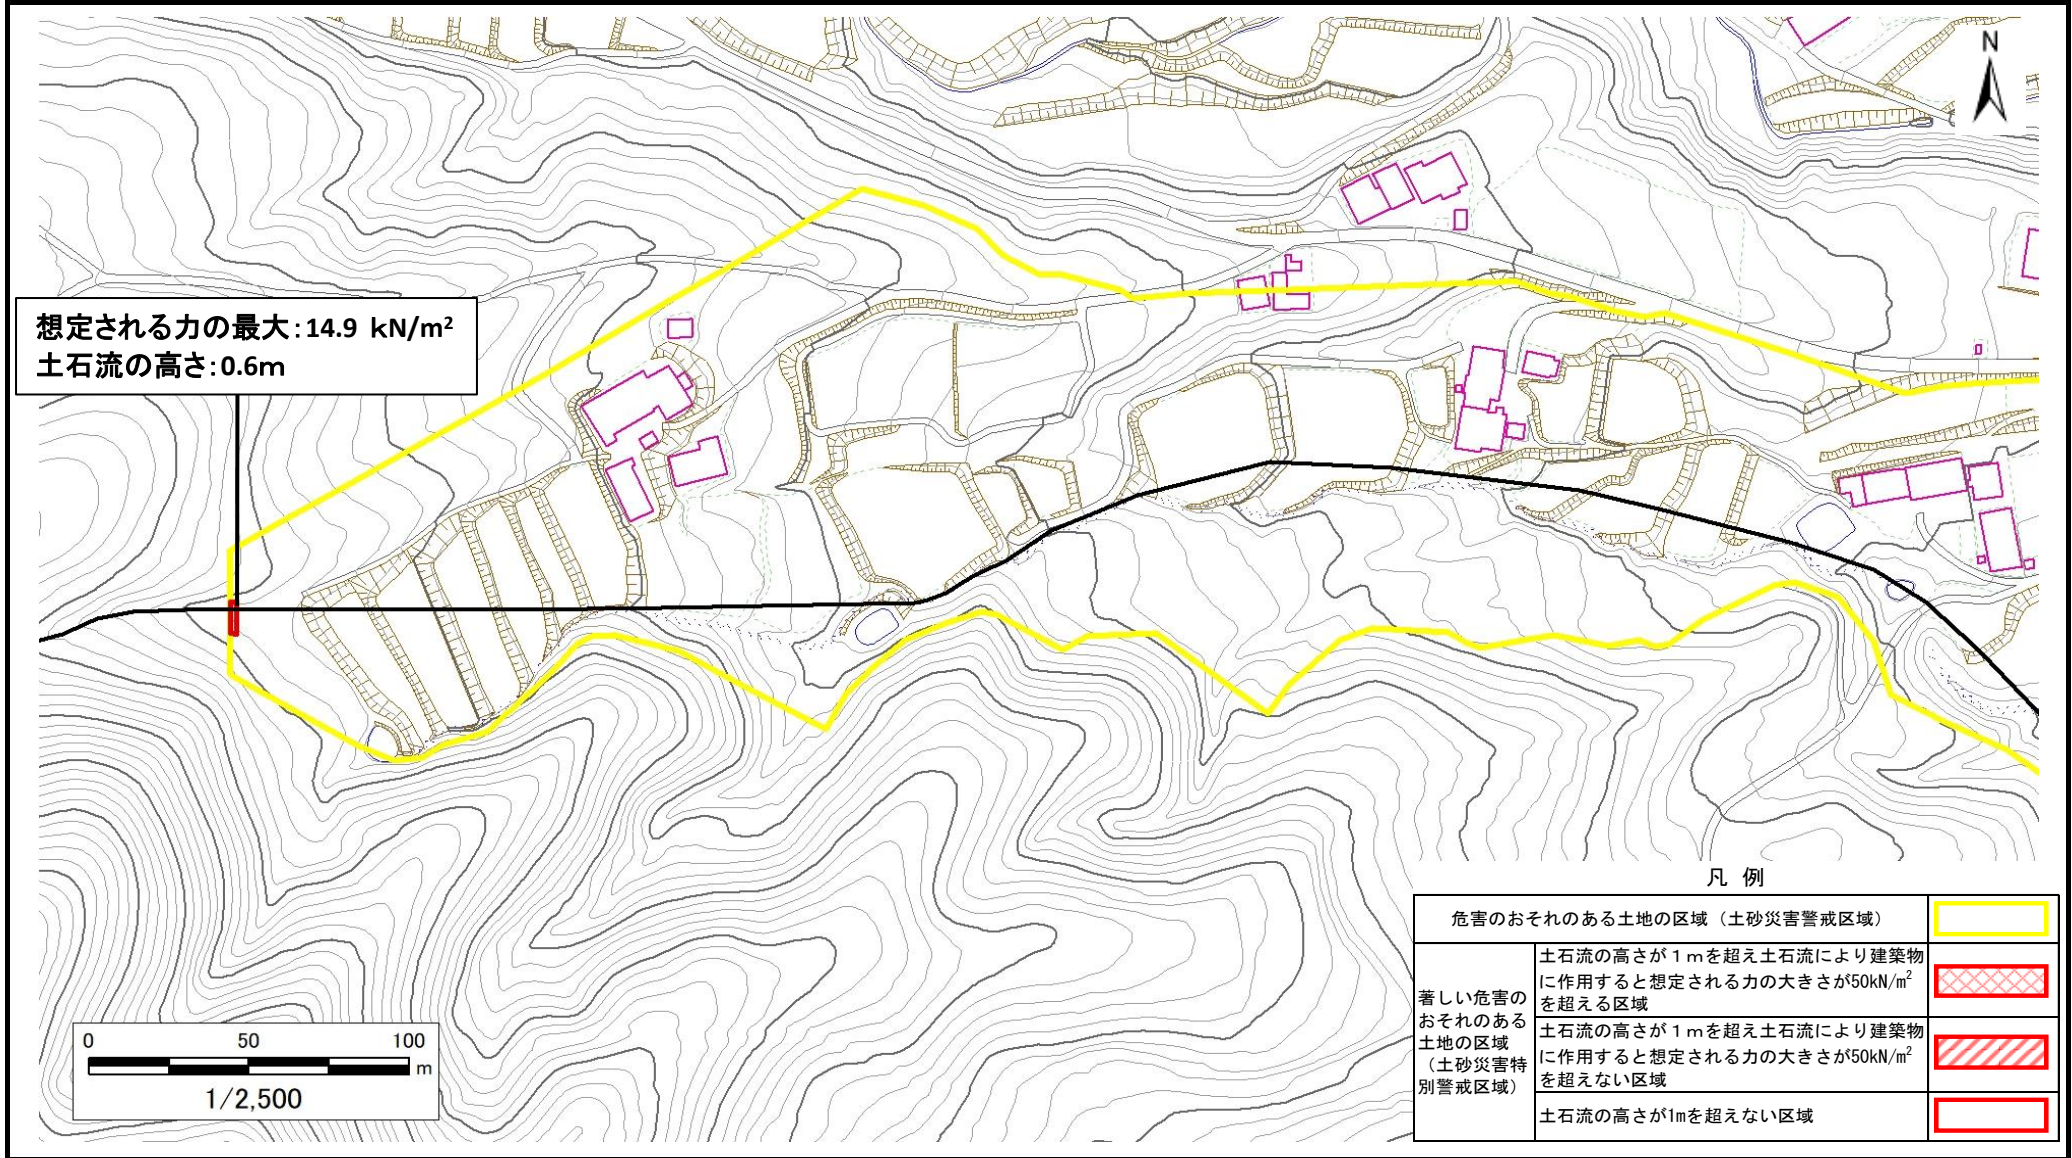 N
想定される力の最大:14.9 kN/m²
土石流の高さ:0.6m
凡 例
危害のおそれのある土地の区域（土砂災害警戒区域）
著しい危害の
おそれのある
土地の区域
（土砂災害特
別警戒区域）
土石流の高さが１ｍを超え土石流により建築物
に作用すると想定される力の大きさが50kN/㎡
を超える区域
土石流の高さが１ｍを超え土石流により建築物
に作用すると想定される力の大きさが50kN/㎡
を超えない区域
土石流の高さが1mを超えない区域
0 50 100
m
1/2,500